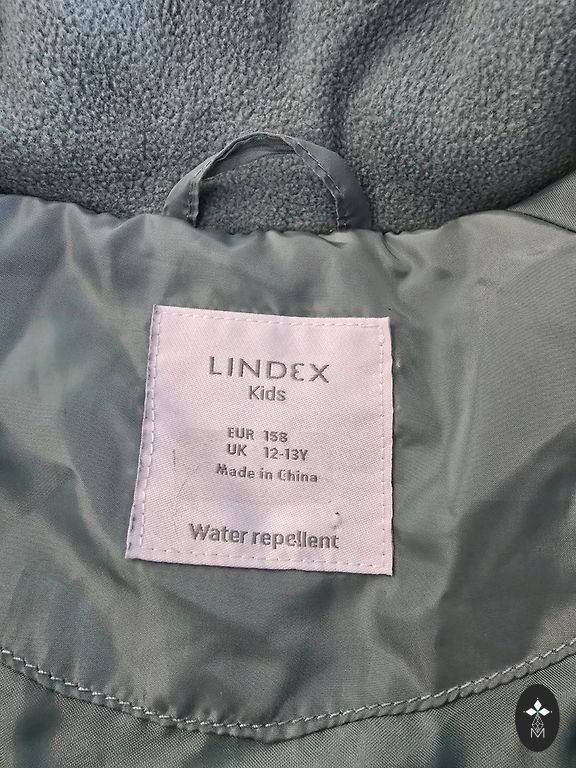 LINDEX
Kids
EUR 158
UK 12-13Y
Made in China
Water repellent
M